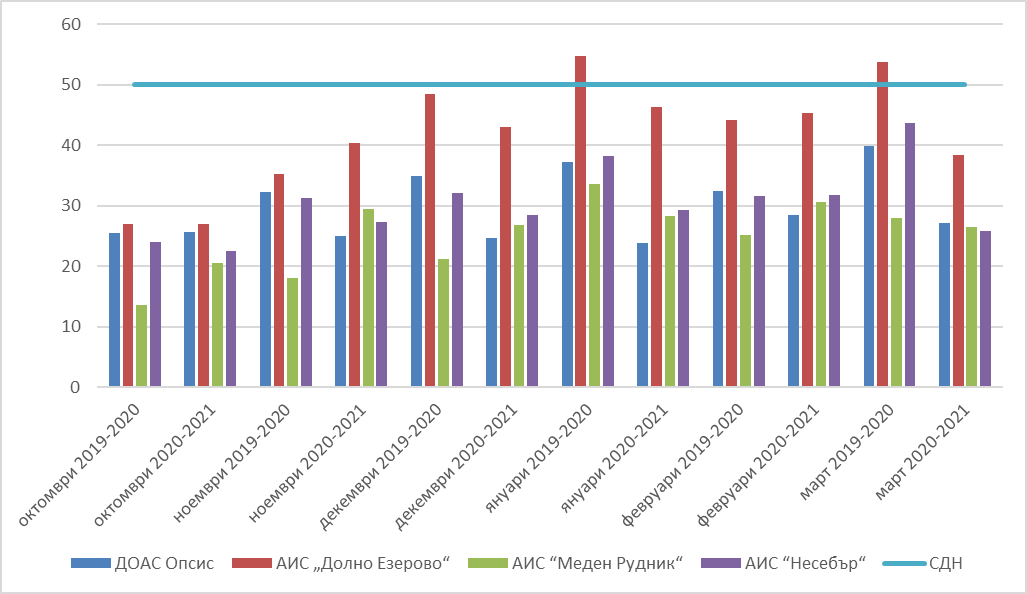 60
50
40
30
20
10
0
октомври 2019-2020
октомври 2020-2021
ноември 2019-2020
ноември 2020-2021
декември 2019-2020
декември 2020-2021
януари 2019-2020
януари 2020-2021
февруари 2019-2020
февруари 2020-2021
март 2019-2020
март 2020-2021
ДОАС Опсис АИС „Долно Езерово“ АИС “Меден Рудник“ АИС “Несебър“ СДН